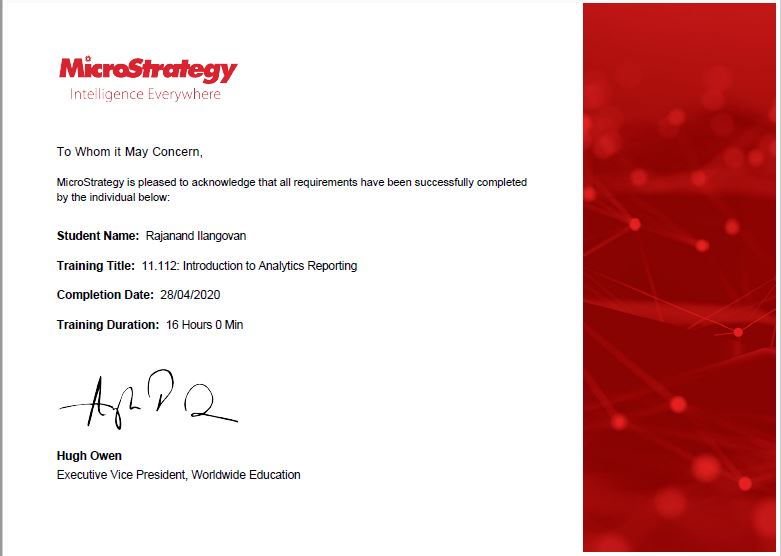 MicroStrategy
Intelligence Everywhere
To Whom it May Concern,
MicroStrategy is pleased to acknowledge that all requirements have been successfully completed
by the individual below:
Student Name: Rajanand Ilangovan
Training Title: 11.112: Introduction to Analytics Reporting
Completion Date: 28/04/2020
Training Duration: 16 Hours 0 Min
Hugh Owen
Executive Vice President, Worldwide Education